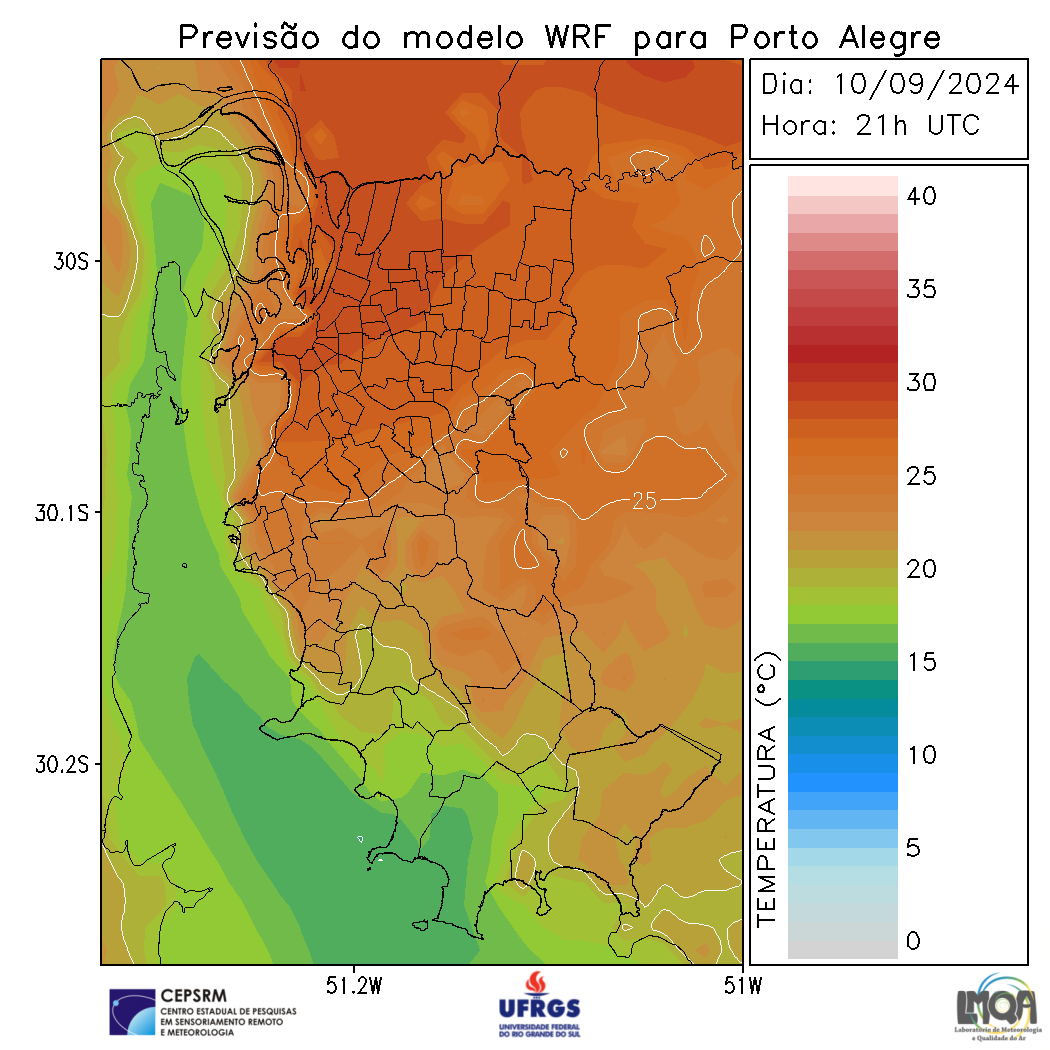 Previsão do modelo WRF para Porto Alegre
Dia: 10/09/2024
Hora: 21h UTC
40
35
30
25
20
15
10
5
0
TEMPERATURA (°C)
30S
30.1S
30.2S
25
51.2W
51W
CEPSRM
CENTRO ESTADUAL DE PESQUISAS
EM SENSORIAMENTO REMOTO
E METEOROLOGIA
UFRGS
UNIVERSIDADE FEDERAL
DO RIO GRANDE DO SUL
LMQA
Laboratório de Meteorologia
e Qualidade do Ar